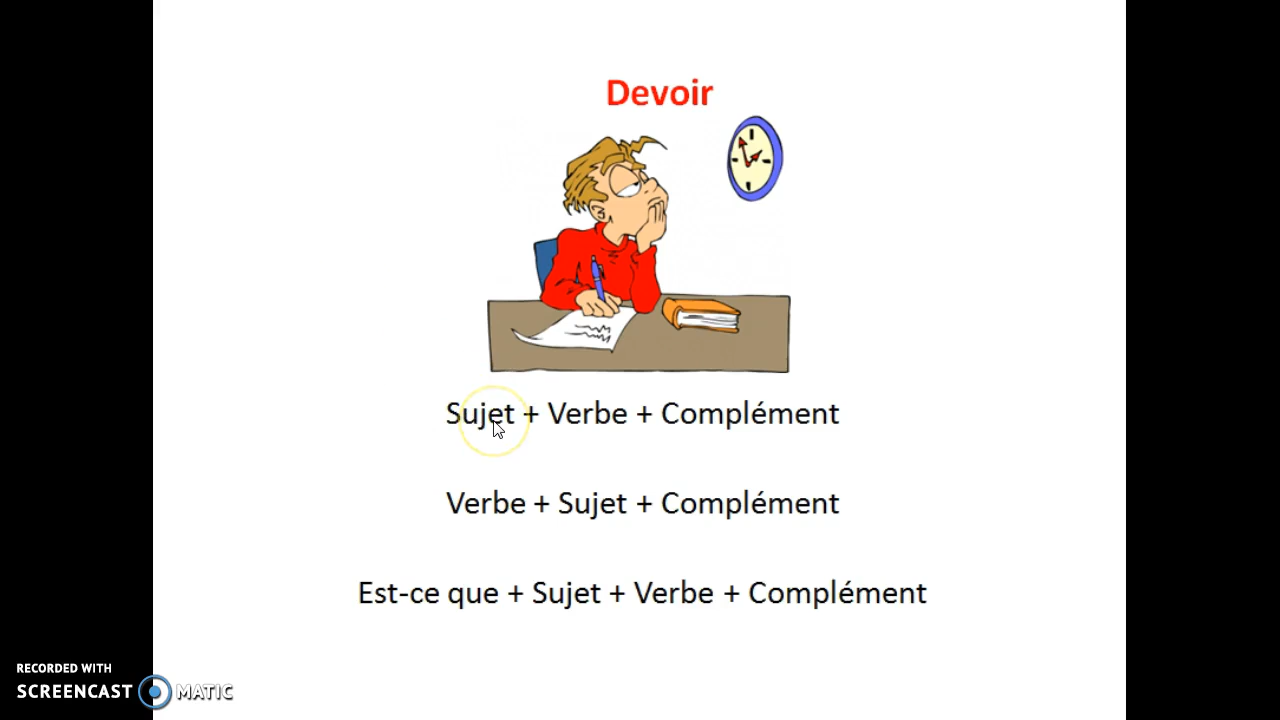 Devoir
Sujet + Verbe + Complément
Verbe + Sujet + Complément
Est-ce que + Sujet + Verbe + Complément
RECORDED WITH
SCREENCAST MATIC